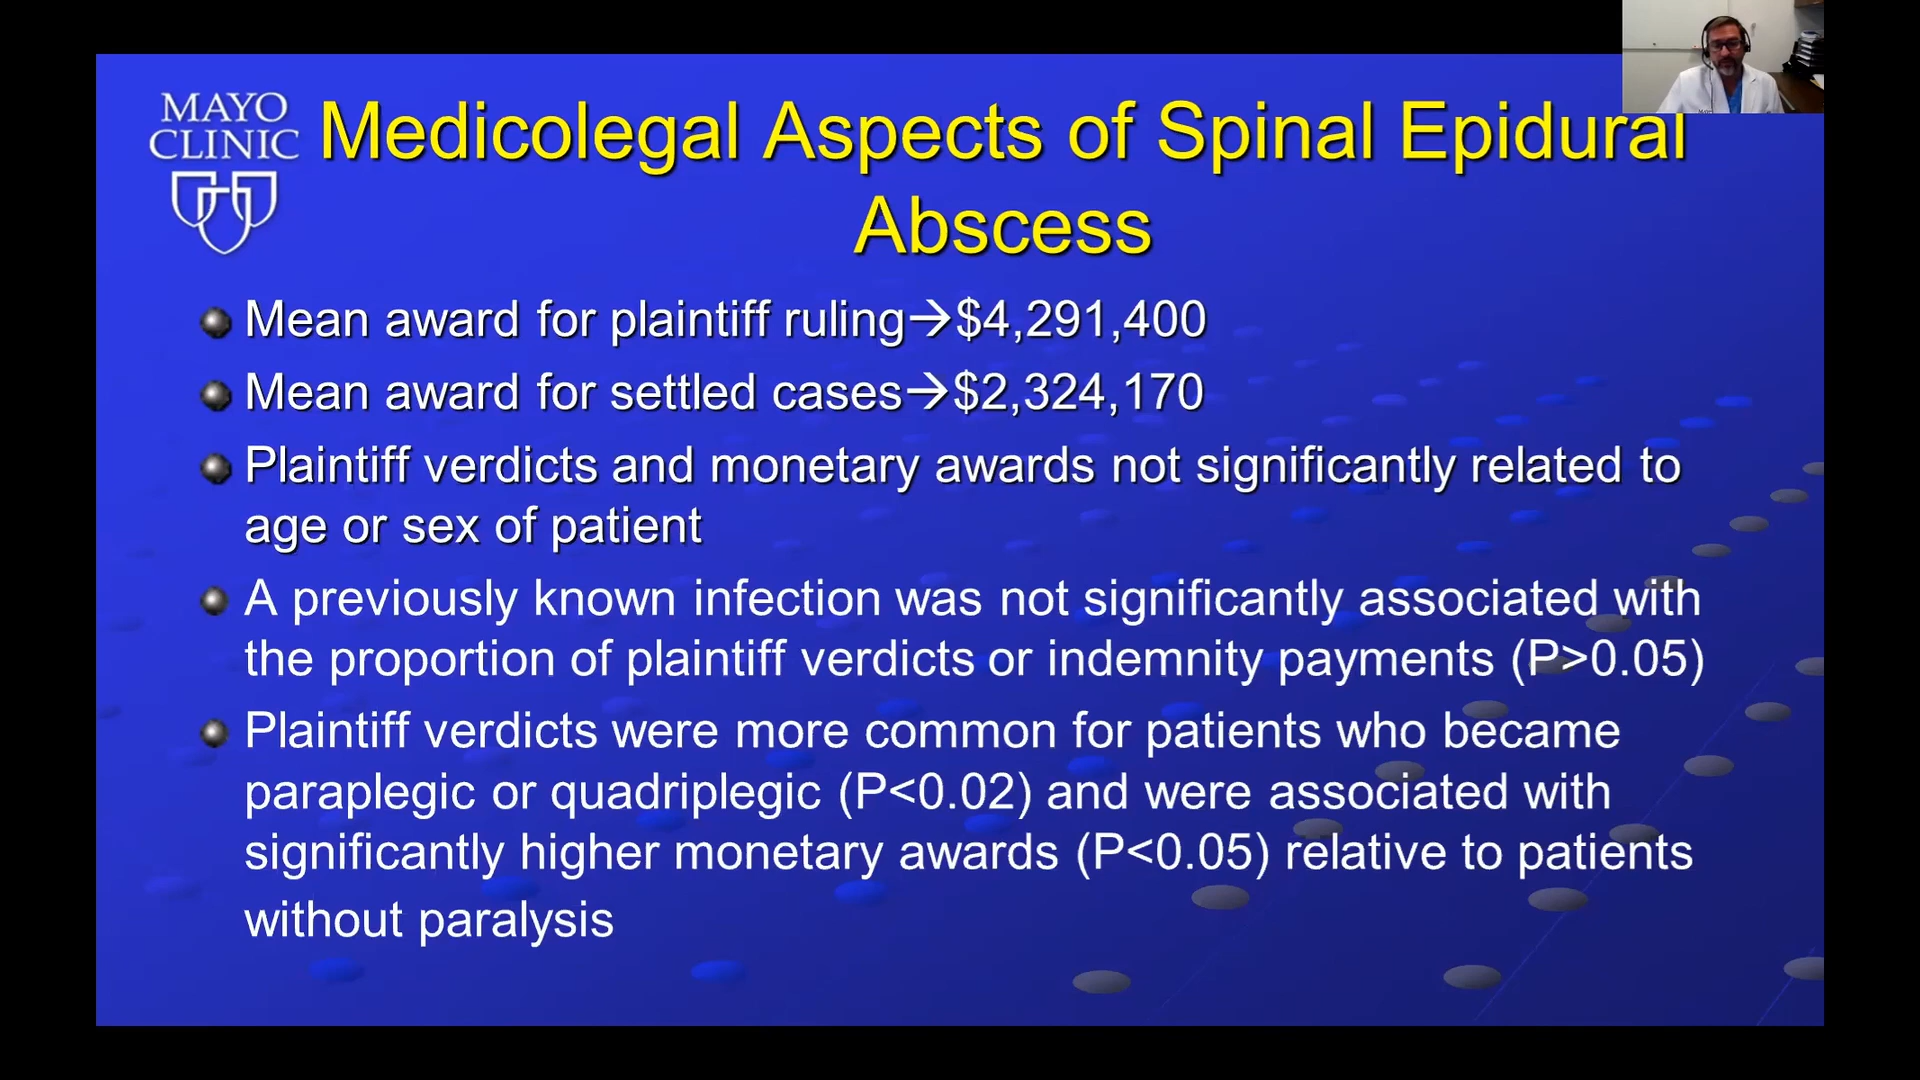 MAYO
CLINIC
Medicolegal Aspects of Spinal Epidural
Abscess
Mean award for plaintiff ruling→$4,291,400
Mean award for settled cases→$2,324,170
Plaintiff verdicts and monetary awards not significantly related to
age or sex of patient
A previously known infection was not significantly associated with
the proportion of plaintiff verdicts or indemnity payments (P>0.05)
Plaintiff verdicts were more common for patients who became
paraplegic or quadriplegic (P<0.02) and were associated with
significantly higher monetary awards (P<0.05) relative to patients
without paralysis